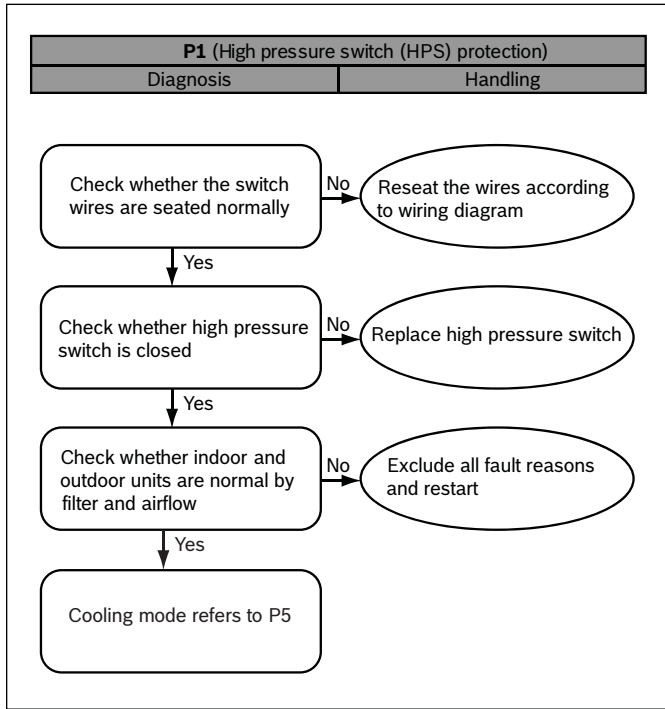 P1 (High pressure switch (HPS) protection)
Diagnosis
Handling
Check whether the switch
wires are seated normally
No
Reseat the wires according
to wiring diagram
Yes
Check whether high pressure
switch is closed
No
Replace high pressure switch
Yes
Check whether indoor and
outdoor units are normal by
filter and airflow
No
Exclude all fault reasons
and restart
Yes
Cooling mode refers to P5